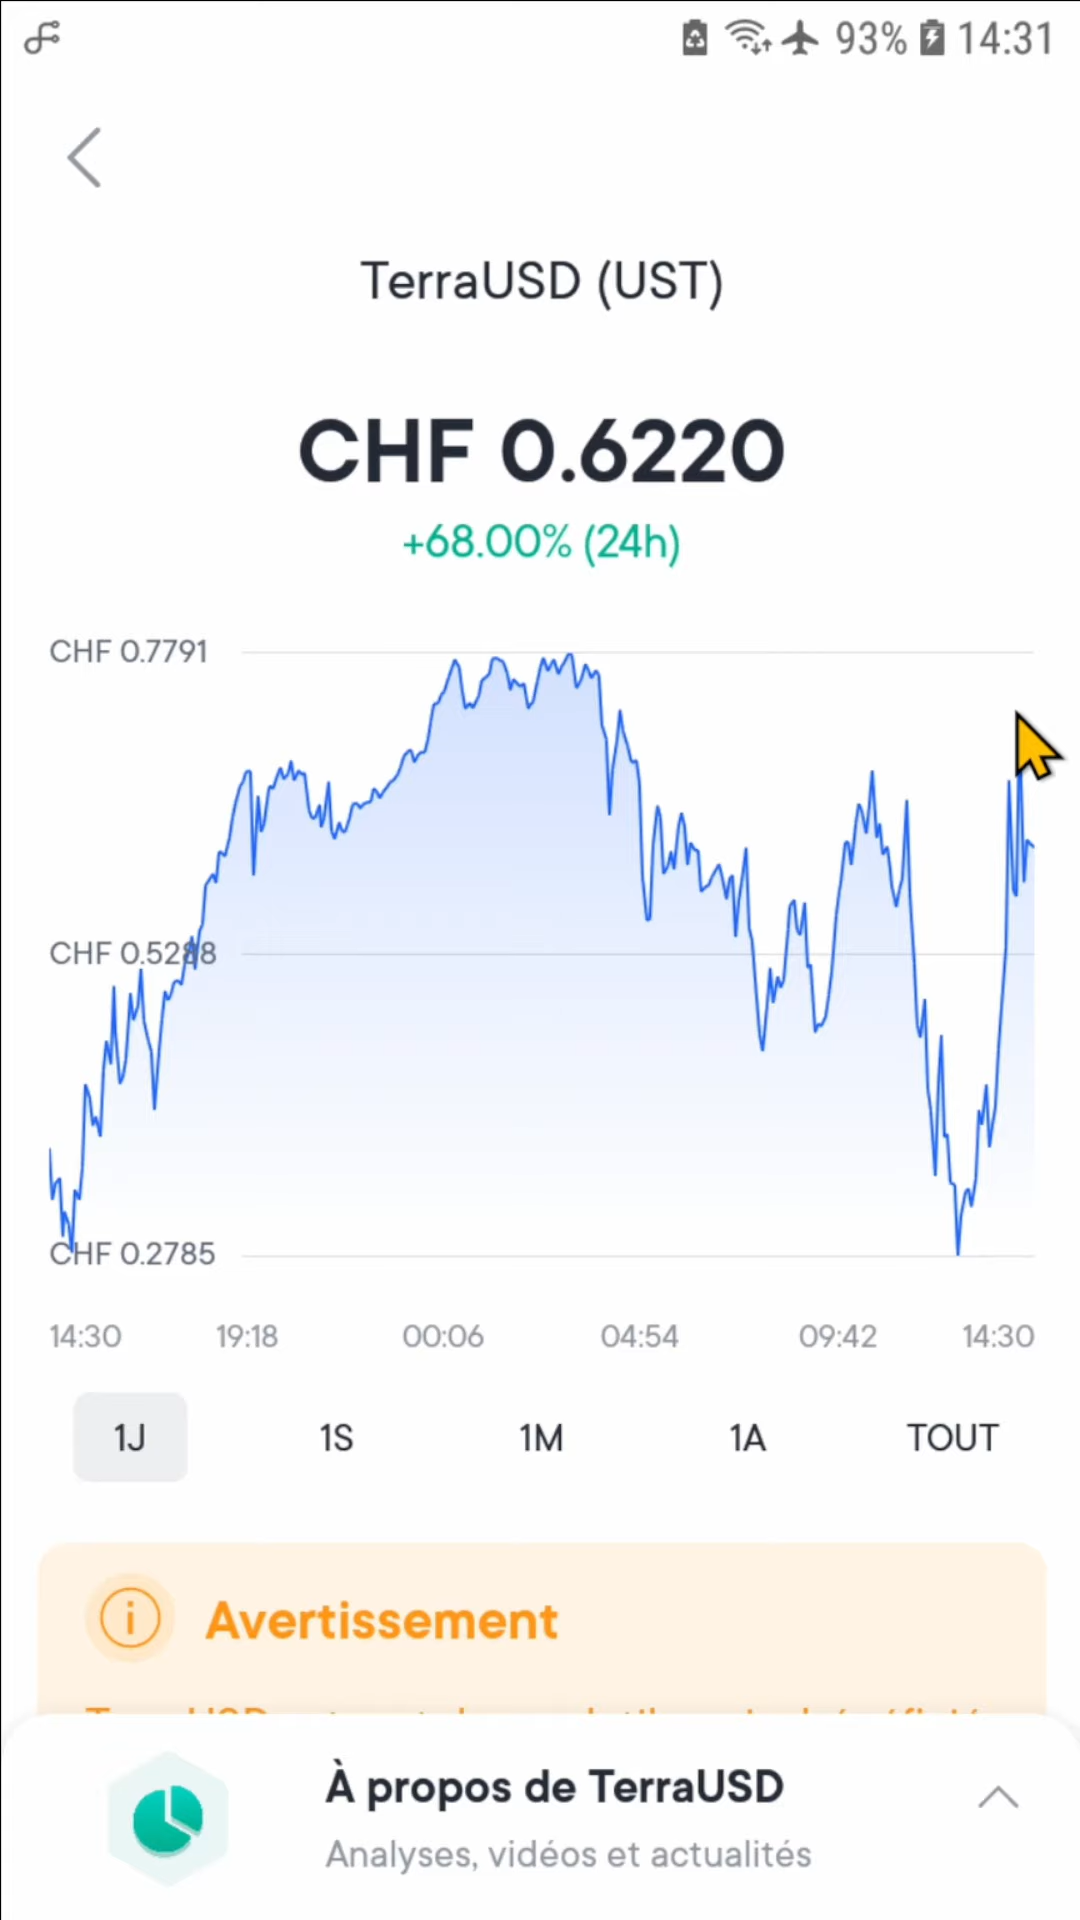 93% 14:31
TerraUSD (UST)
CHF 0.6220
+68.00% (24h)
CHF 0.7791
CHF 0.5288
CHF 0.2785
14:30 19:18 00:06 04:54 09:42 14:30
1J 1S 1M 1A TOUT
Avertissement
À propos de TerraUSD
Analyses, vidéos et actualités